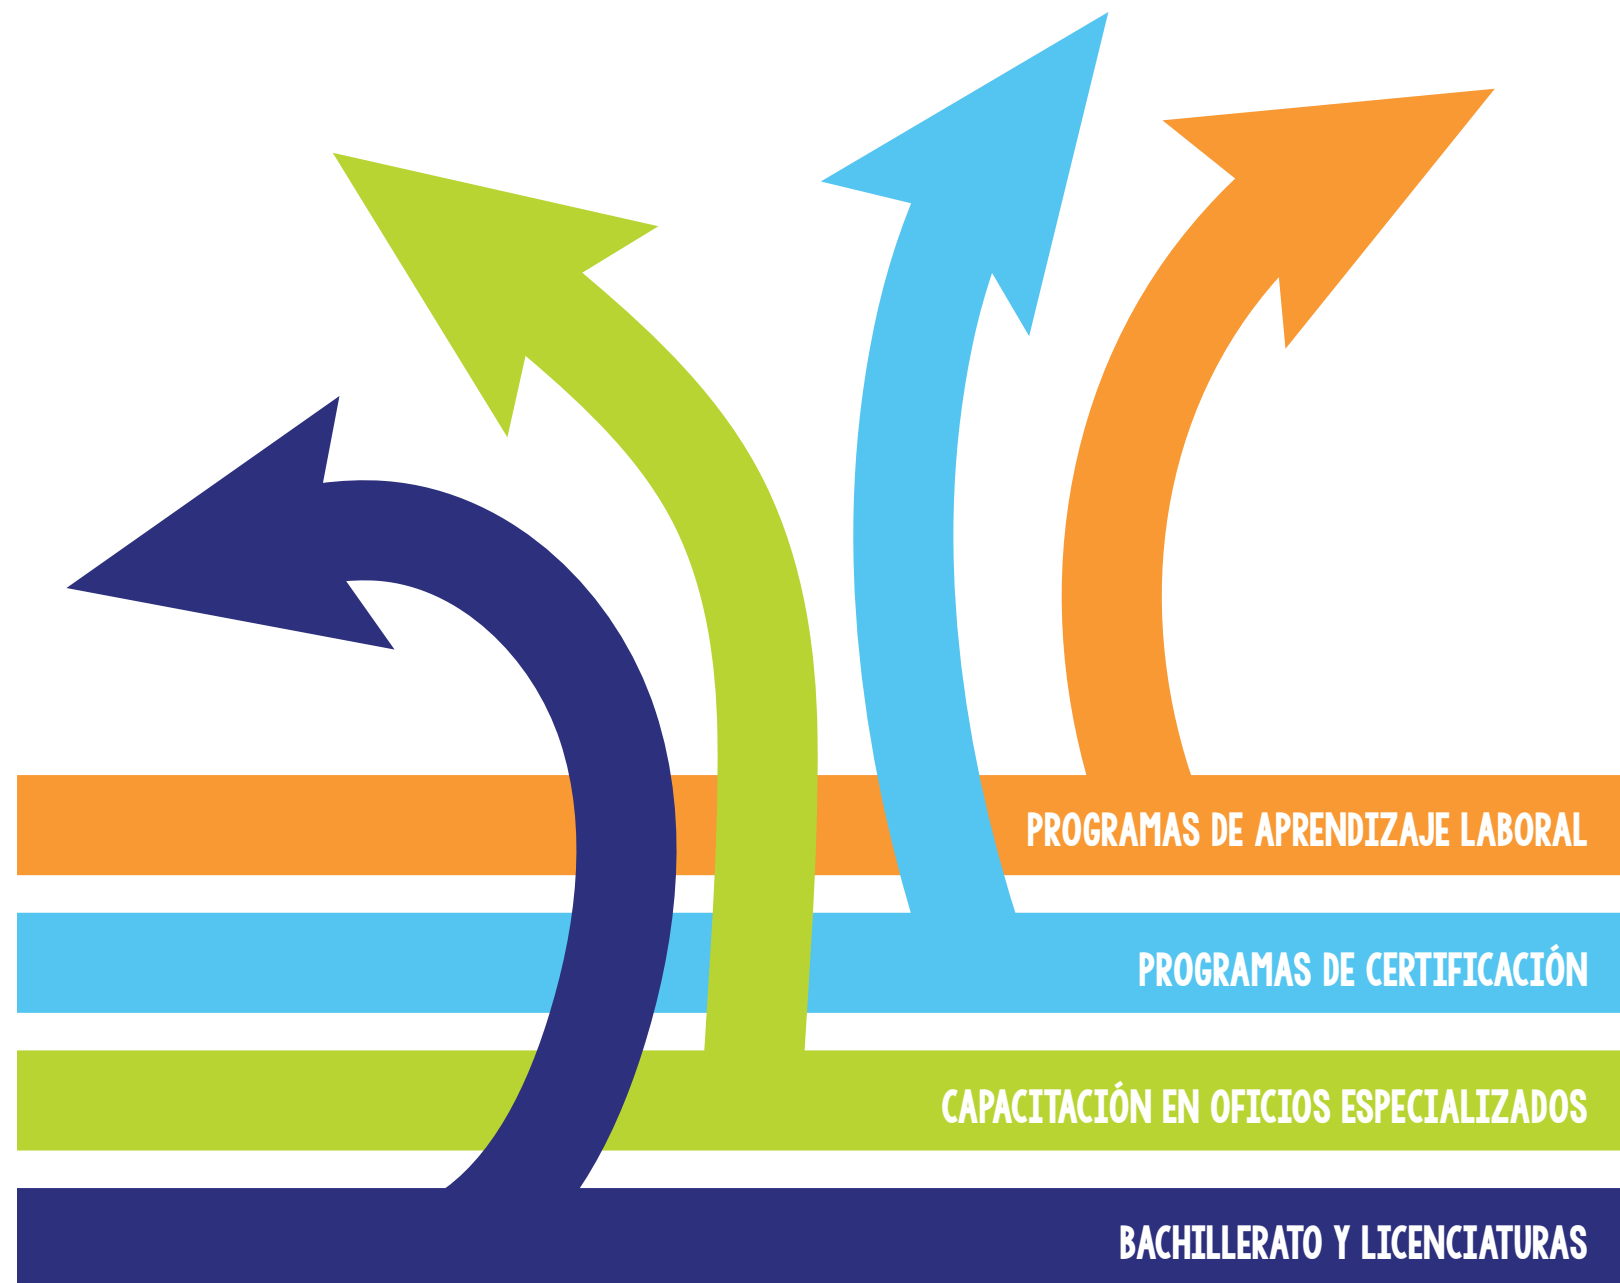 PROGRAMAS DE APRENDIZAJE LABORAL
PROGRAMAS DE CERTIFICACIÓN
CAPACITACIÓN EN OFICIOS ESPECIALIZADOS
BACHILLERATO Y LICENCIATURAS